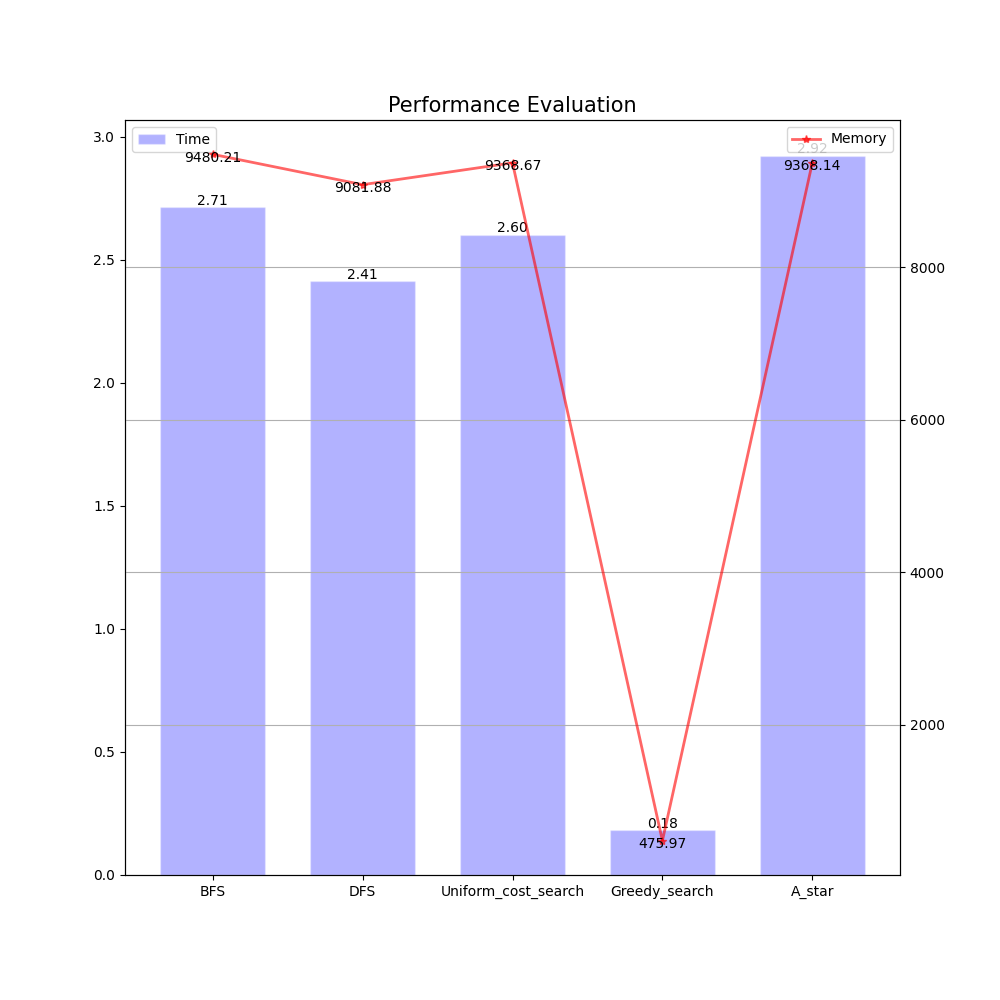 Performance Evaluation
Time
Memory
3.0
2.5
2.0
1.5
1.0
0.5
0.0
8000
6000
4000
2000
9480.21
9081.88
9368.67
475.97
9368.14
2.71
2.41
2.60
0.18
2.92
BFS
DFS
Uniform_cost_search
Greedy_search
A_star